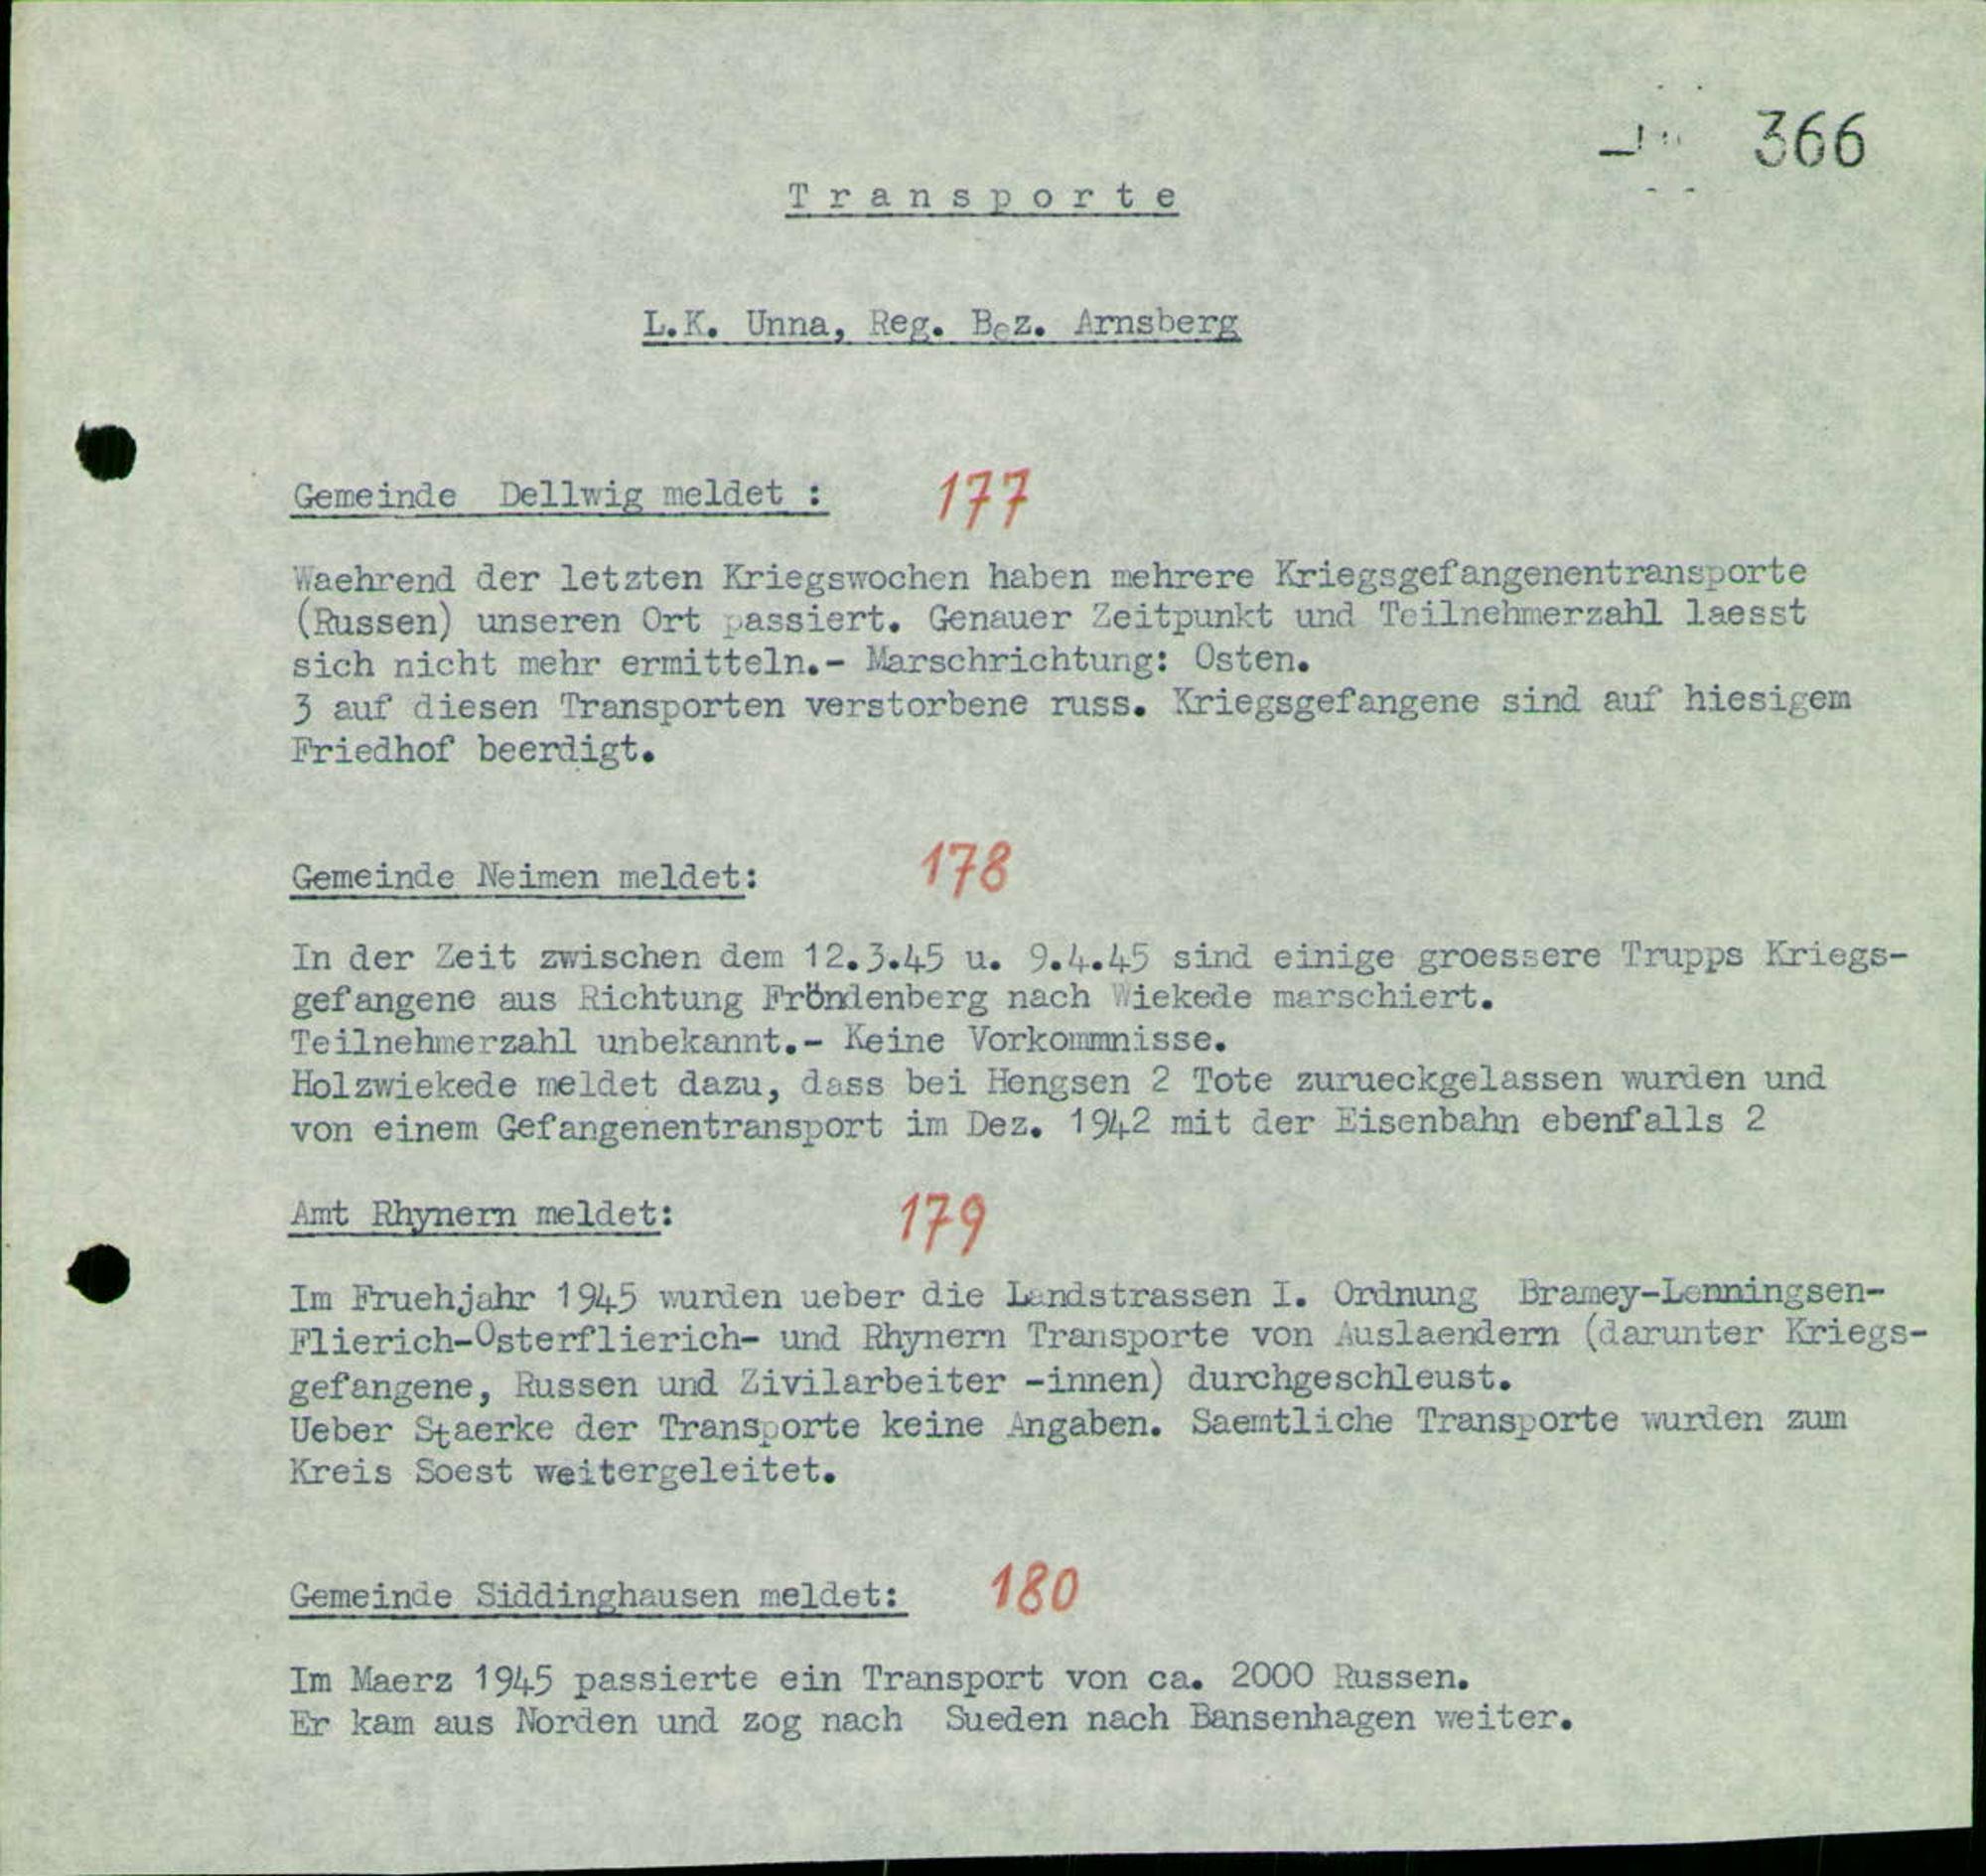 366
Transporte
L.K. Unna, Reg. Bez. Arnsberg
Gemeinde Dellwig meldet : 177
Waehrend der letzten Kriegswochen haben mehrere Kriegsgefangenentransporte
(Russen) unseren Ort passiert. Genauer Zeitpunkt und Teilnehmerzahl laesst
sich nicht mehr ermitteln.- Marschrichtung: Osten.
3 auf diesen Transporten verstorbene russ. Kriegsgefangene sind auf hiesigem
Friedhof beerdigt.
Gemeinde Neimen meldet: 178
In der Zeit zwischen dem 12.3.45 u. 9.4.45 sind einige groessere Trupps Kriegs-
gefangene aus Richtung Fröndenberg nach Wiekede marschiert.
Teilnehmerzahl unbekannt.- Keine Vorkommnisse.
Holzwiekede meldet dazu, dass bei Hengsen 2 Tote zurueckgelassen wurden und
von einem Gefangenentransport im Dez. 1942 mit der Eisenbahn ebenfalls 2
Amt Rhynern meldet: 179
Im Fruehjahr 1945 wurden ueber die Landstrassen I. Ordnung Bramey-Lenningsen-
Flierich-Osterflierich- und Rhynern Transporte von Auslaendern (darunter Kriegs-
gefangene, Russen und Zivilarbeiter -innen) durchgeschleust.
Ueber Staerke der Transporte keine Angaben. Saemtliche Transporte wurden zum
Kreis Soest weitergeleitet.
Gemeinde Siddinghausen meldet: 180
Im Maerz 1945 passierte ein Transport von ca. 2000 Russen.
Er kam aus Norden und zog nach Sueden nach Bansenhagen weiter.